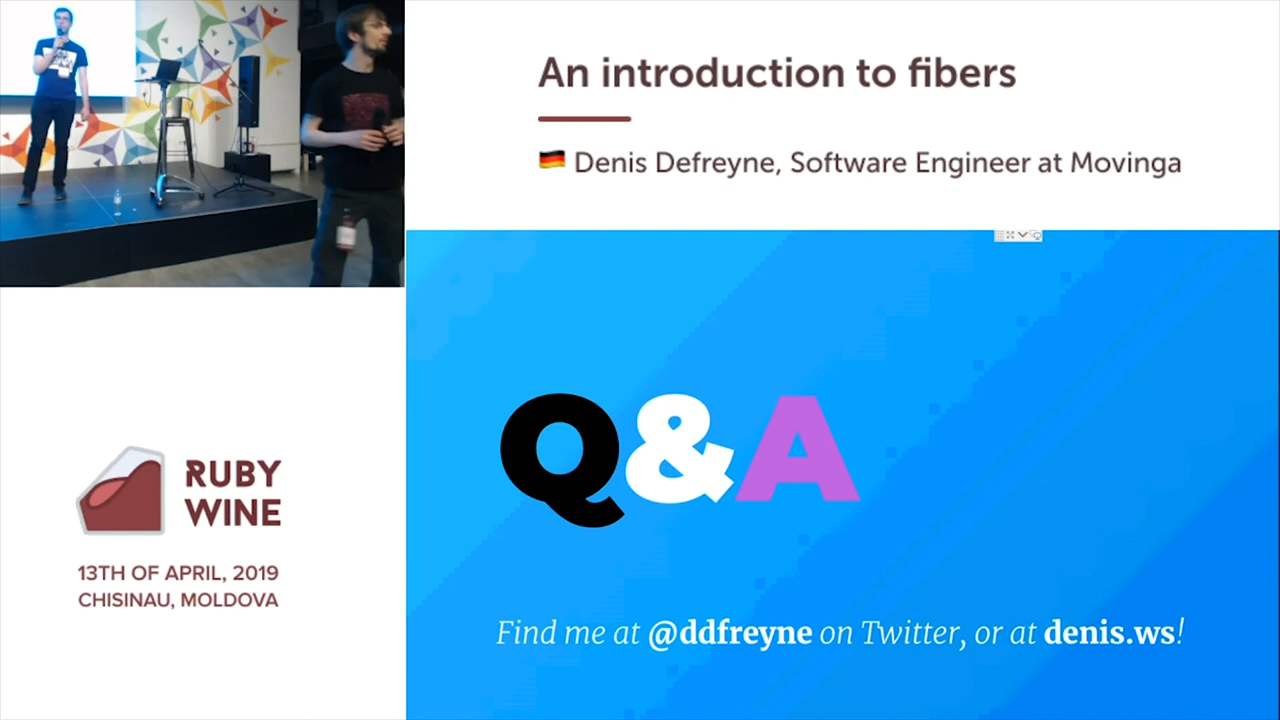 An introduction to fibers
Denis Defreyne, Software Engineer at Movinga
Q&A
Find me at @ddfreyne on Twitter, or at denis.ws!
RUBY
WINE
13TH OF APRIL, 2019
CHISINAU, MOLDOVA